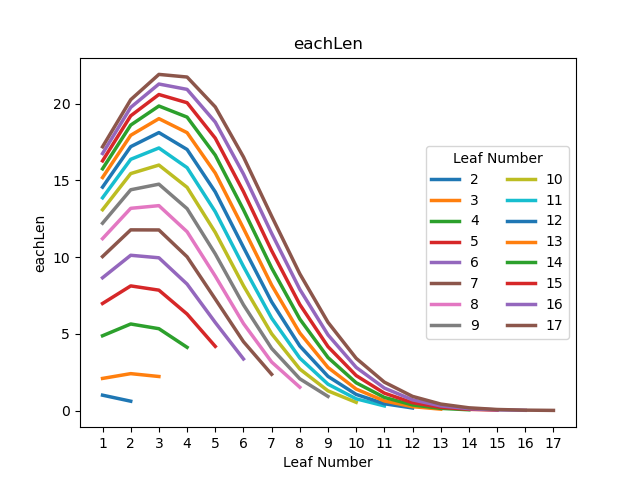 eachLen
eachLen
20
15
10
5
0
Leaf Number
2 10
3 11
4 12
5 13
6 14
7 15
8 16
9 17
1 2 3 4 5 6 7 8 9 10 11 12 13 14 15 16 17
Leaf Number